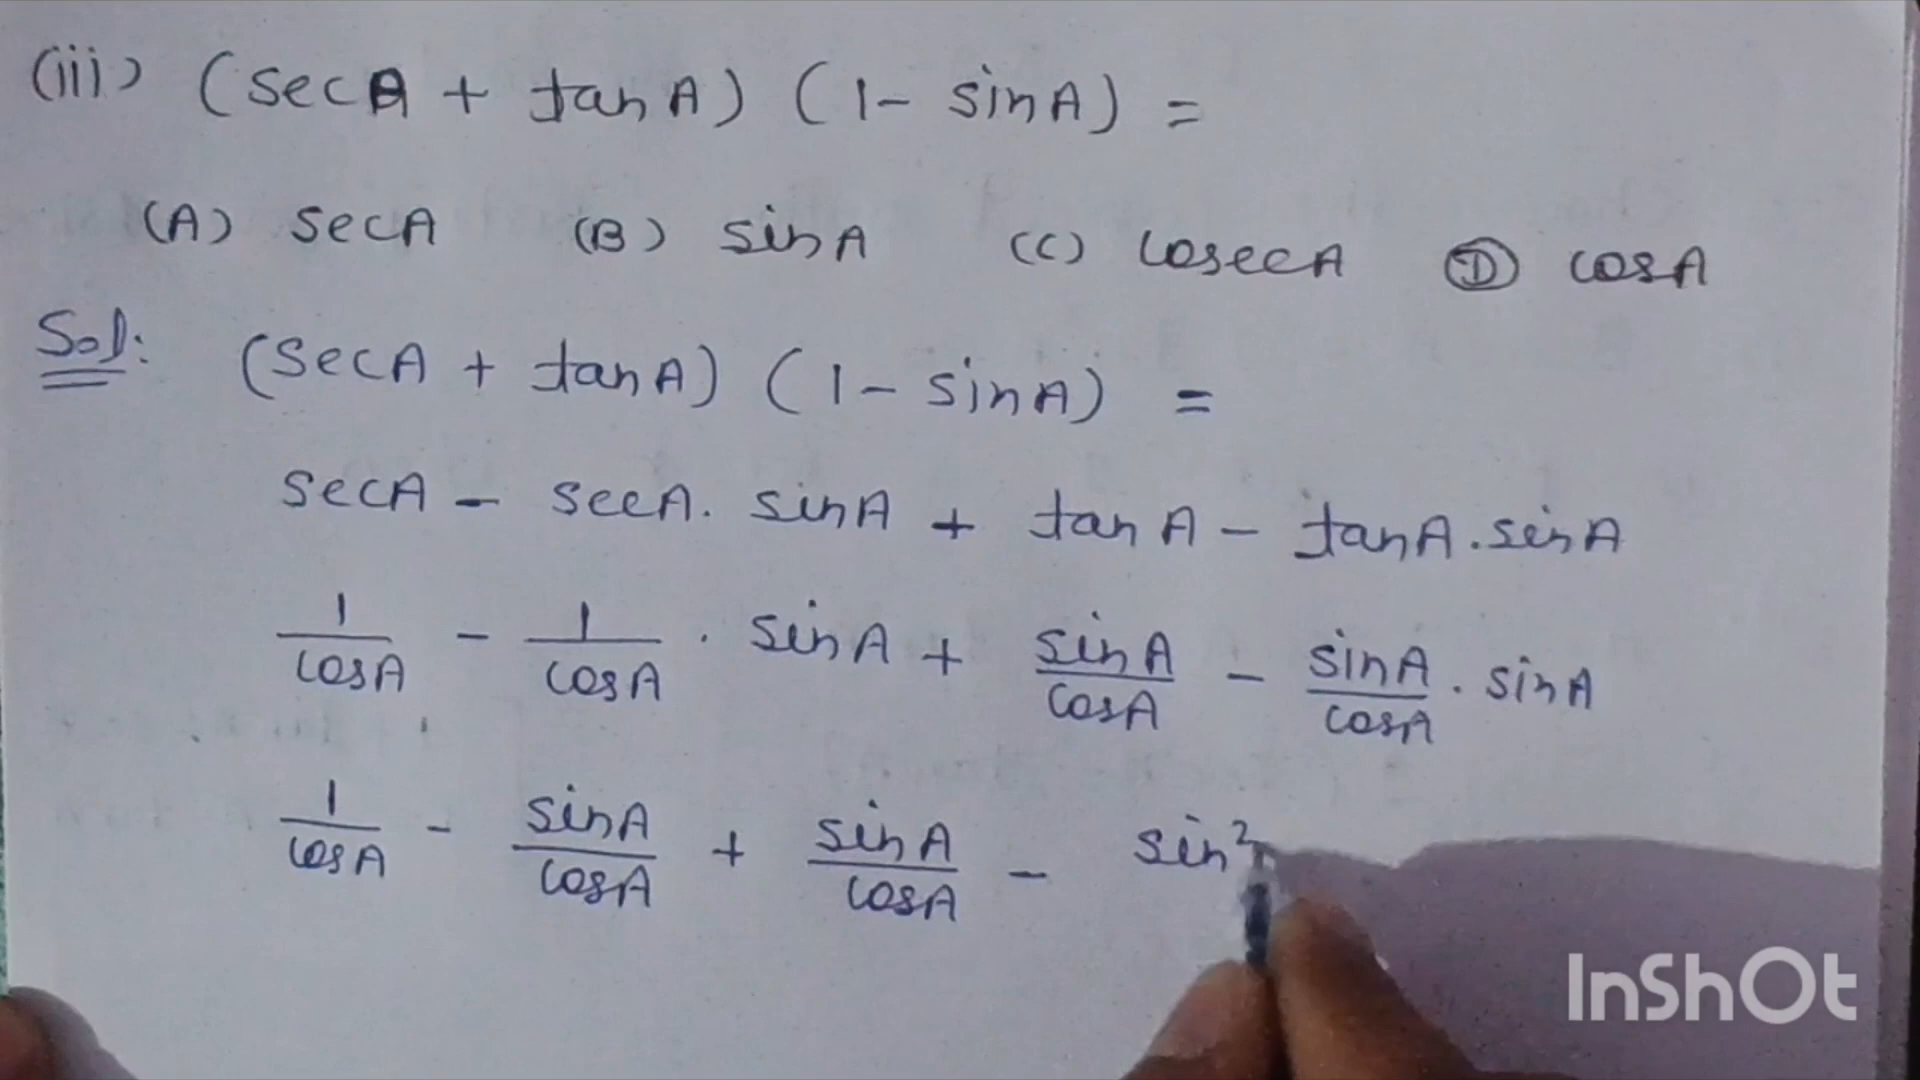 (iii) (secA + tanA) (1 - sinA) =
(A) secA (B) sinA (C) cosecA (D) cosA
Sol: (secA + tanA) (1 - sinA) =
secA - secA. sinA + tanA - tanA.sinA
1/cosA - 1/cosA . sinA + sinA/cosA - sinA/cosA . sinA
1/cosA - sinA/cosA + sinA/cosA - sin²
InShOt